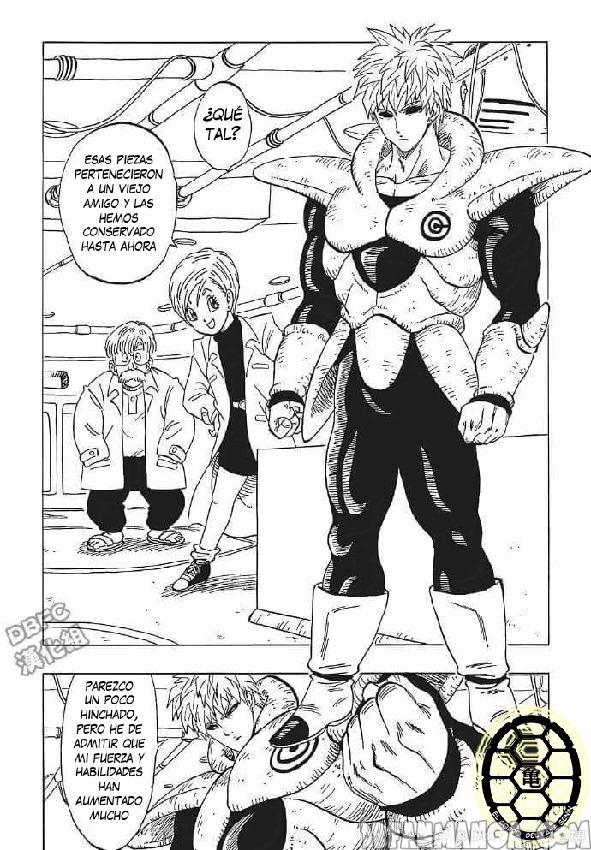 ¿QUÉ
TAL?
ESAS PIEZAS
PERTENECIERON
A UN VIEJO
AMIGO Y LAS
HEMOS
CONSERVADO
HASTA AHORA
DBFC
漢化組
PAREZCO
UN POCO
HINCHADO,
PERO HE DE
ADMITIR QUE
MI FUERZA Y
HABILIDADES
HAN
AUMENTADO
MUCHO
亀